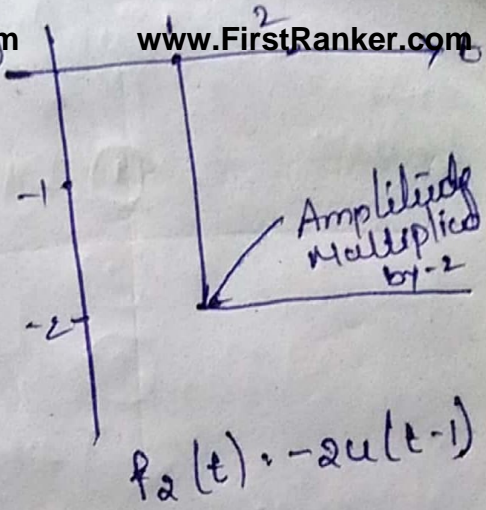 m www.FirstRanker.com
1 2 t
-1
Amplitude
Multiplied
by -2
-2
f₂(t) = -2u(t-1)